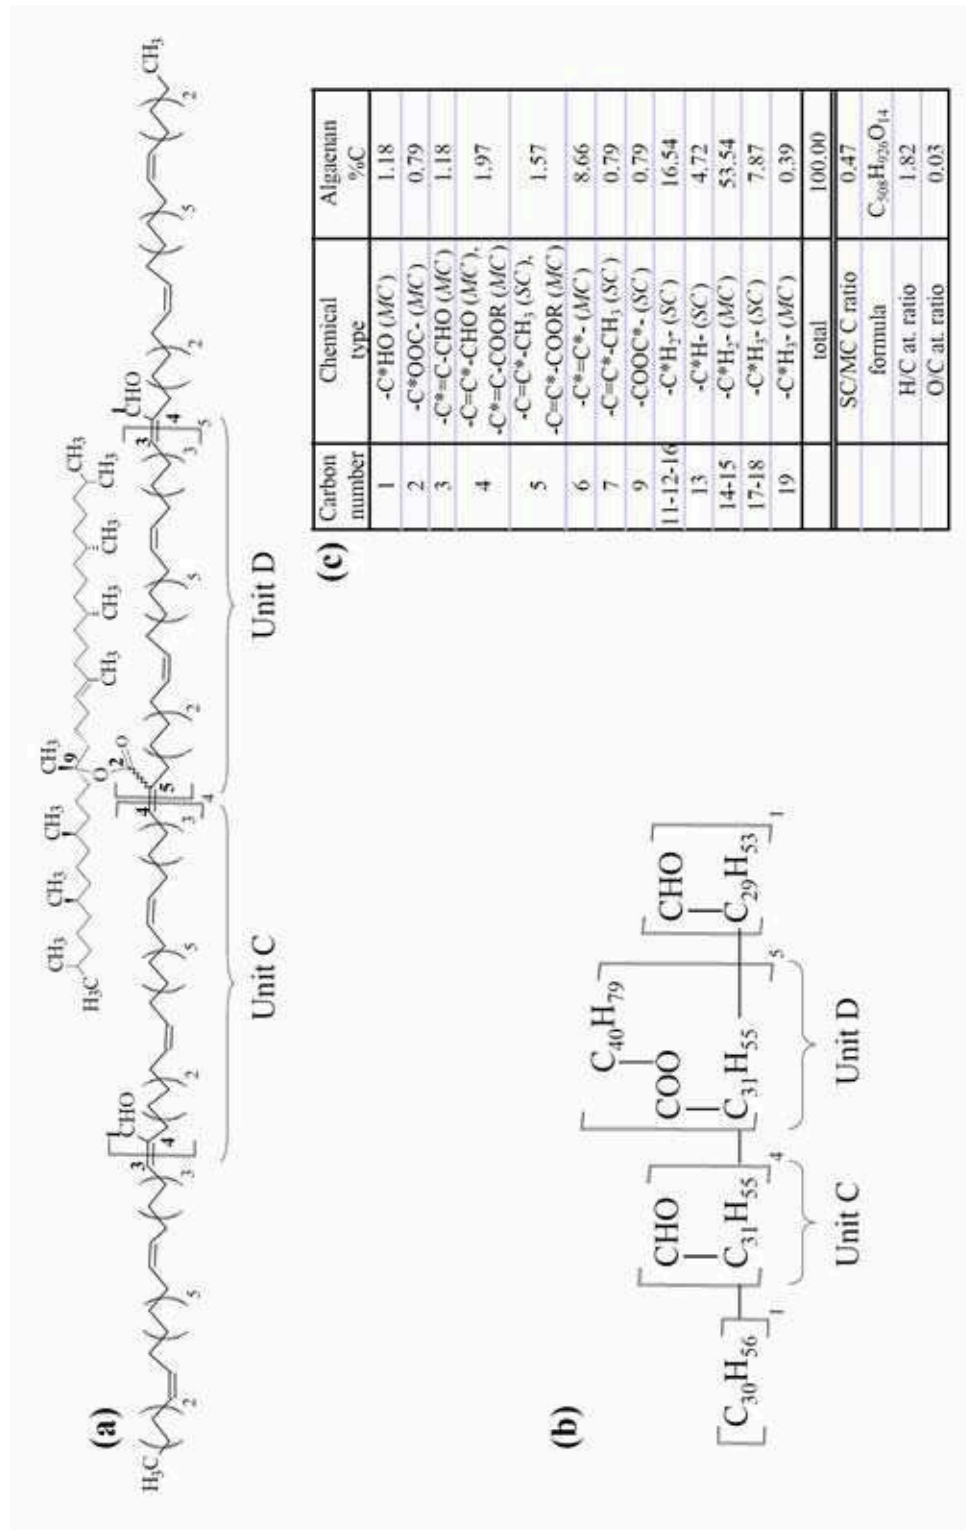 (a)
CH₃ CH₃ CH₃ CH₃
H₃C 9 CH₃ CH₃ CH₃ CH₃ CH₃
O 2 O
1 CHO 1 CHO
H₃C 2 5 3 3 4 2 5 3 4 5 4 2 5 3 3 4 5 2 5 2 CH₃
Unit C Unit D
(b)
C₄₀H₇₉
CHO COO CHO
C₃₀H₅₆ 1 C₃₁H₅₅ 4 C₃₁H₅₅ 5 C₂₉H₅₃ 1
Unit C Unit D
(c)
Carbon number Chemical type Algaenan %C
1 -C*HO (MC) 1.18
2 -C*OOC- (MC) 0.79
3 -C*=C-CHO (MC) 1.18
4 -C=C*-CHO (MC), -C*=C-COOR (MC) 1.97
5 -C=C*-CH₃ (SC), -C=C*-COOR (MC) 1.57
6 -C*=C*- (MC) 8.66
7 -C=C*-CH₃ (SC) 0.79
9 -COOC*- (SC) 0.79
11-12-16 -C*H₂- (SC) 16.54
13 -C*H- (SC) 4.72
14-15 -C*H₂- (MC) 53.54
17-18 -C*H₃- (SC) 7.87
19 -C*H₃- (MC) 0.39
total 100.00
SC/MC C ratio 0.47
formula C₅₀₈H₉₂₆O₁₄
H/C at. ratio 1.82
O/C at. ratio 0.03